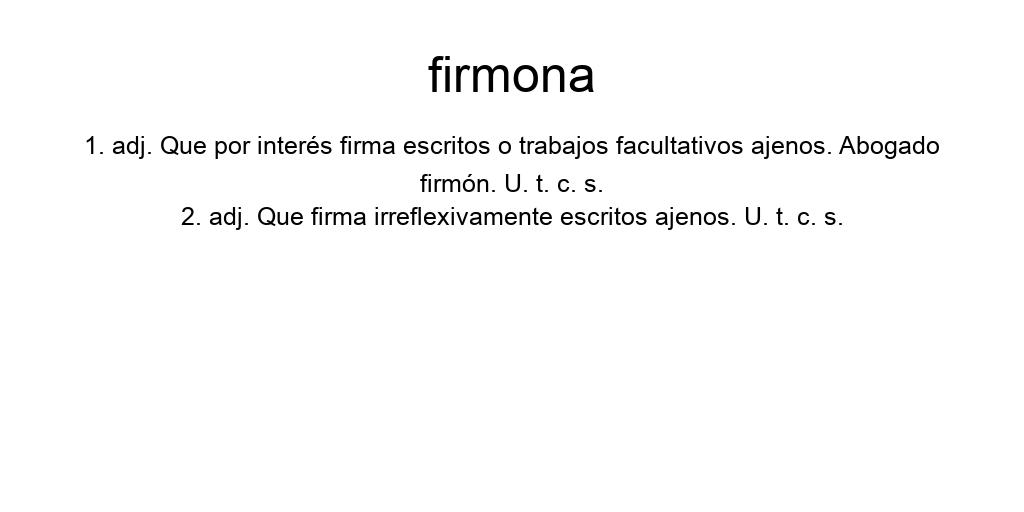 firmona
1. adj. Que por interés firma escritos o trabajos facultativos ajenos. Abogado
firmón. U. t. c. s.
2. adj. Que firma irreflexivamente escritos ajenos. U. t. c. s.